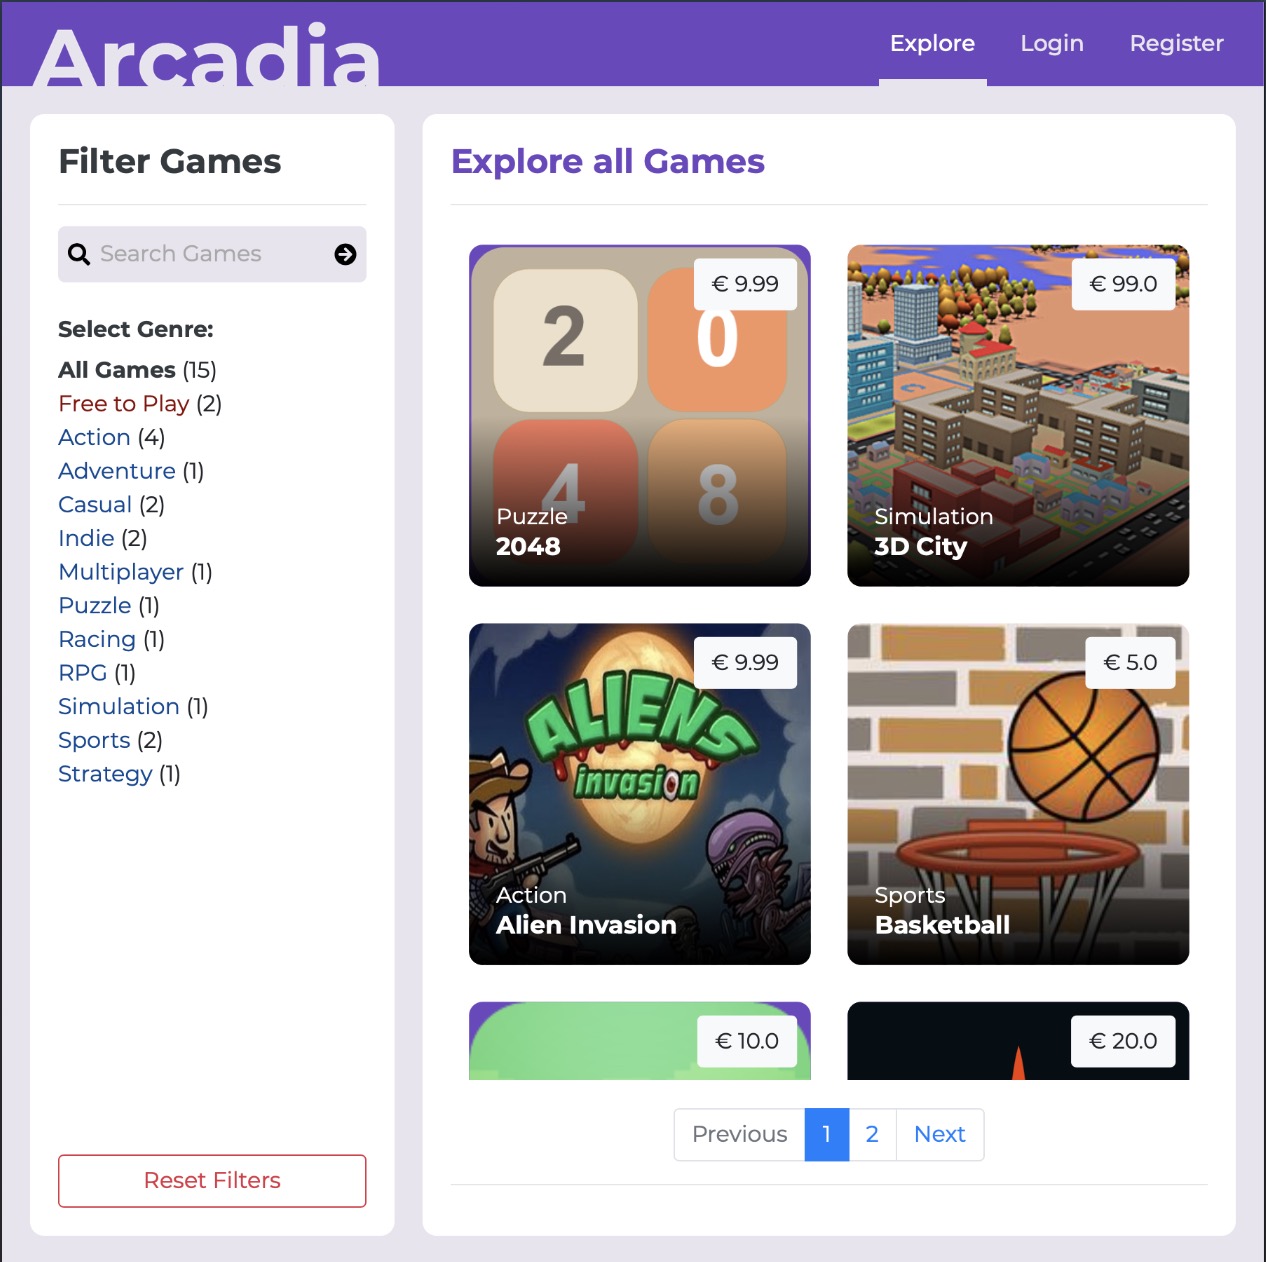 Arcadia
Explore Login Register
Filter Games
Search Games
Select Genre:
All Games (15)
Free to Play (2)
Action (4)
Adventure (1)
Casual (2)
Indie (2)
Multiplayer (1)
Puzzle (1)
Racing (1)
RPG (1)
Simulation (1)
Sports (2)
Strategy (1)
Reset Filters
Explore all Games
€ 9.99
2 0
4 8
Puzzle
2048
€ 99.0
Simulation
3D City
€ 9.99
ALIENS
invasion
Action
Alien Invasion
€ 5.0
Sports
Basketball
€ 10.0
€ 20.0
Previous 1 2 Next